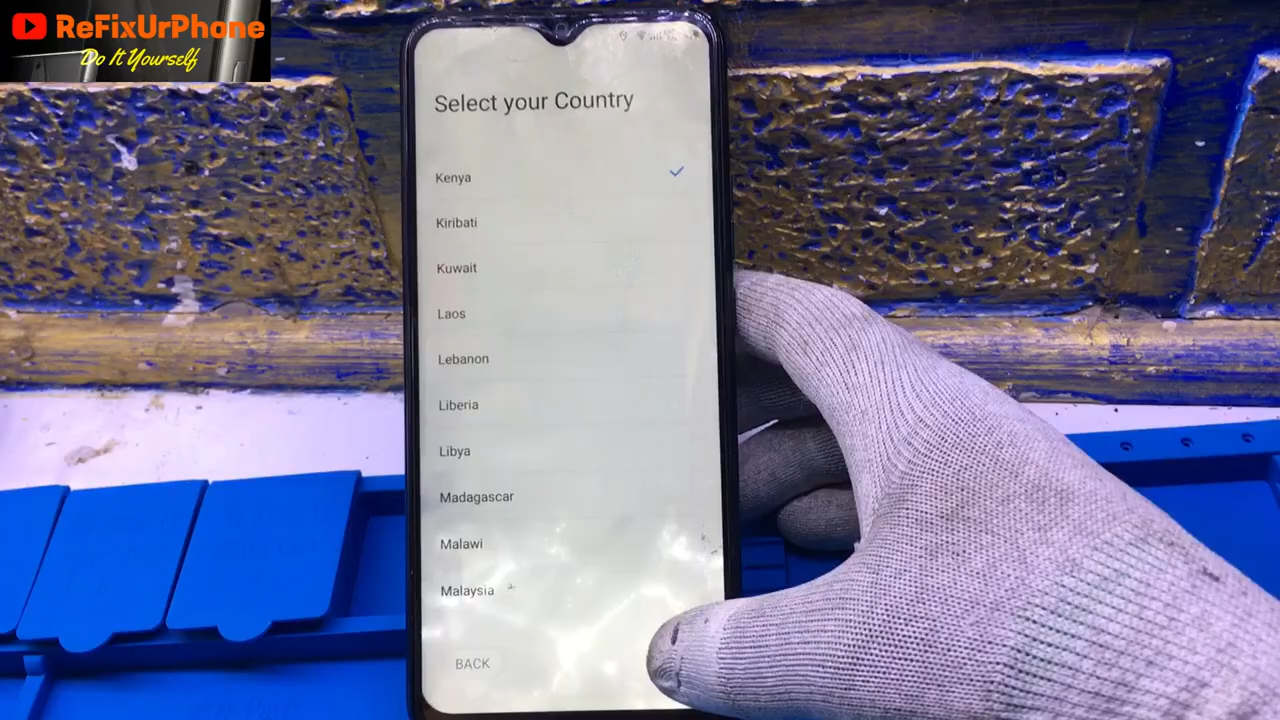 ReFixUrPhone
Do It Yourself
Select your Country
Kenya
Kiribati
Kuwait
Laos
Lebanon
Liberia
Libya
Madagascar
Malawi
Malaysia
BACK